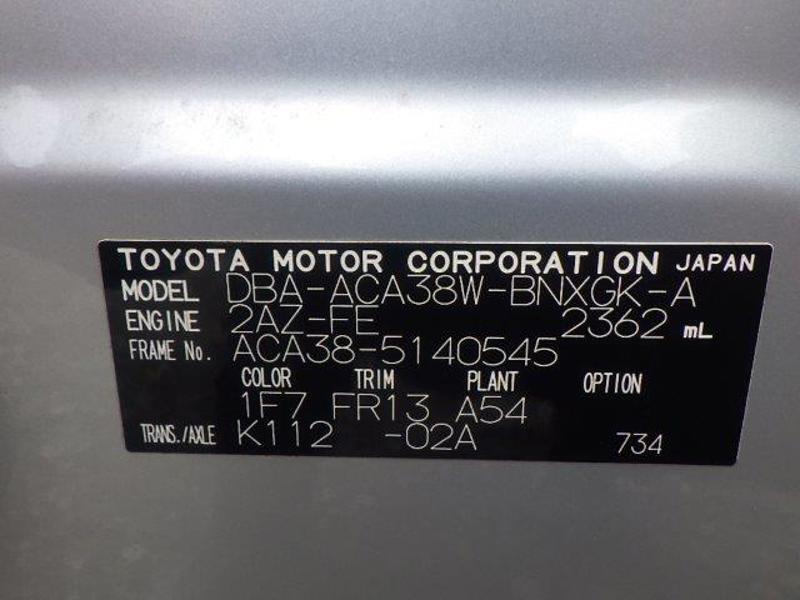 TOYOTA MOTOR CORPORATION JAPAN
MODEL DBA-ACA38W-BNXGK-A
ENGINE 2AZ-FE 2362 mL
FRAME No. ACA38-5140545
COLOR TRIM PLANT OPTION
1F7 FR13 A54
TRANS./AXLE K112 -02A 734